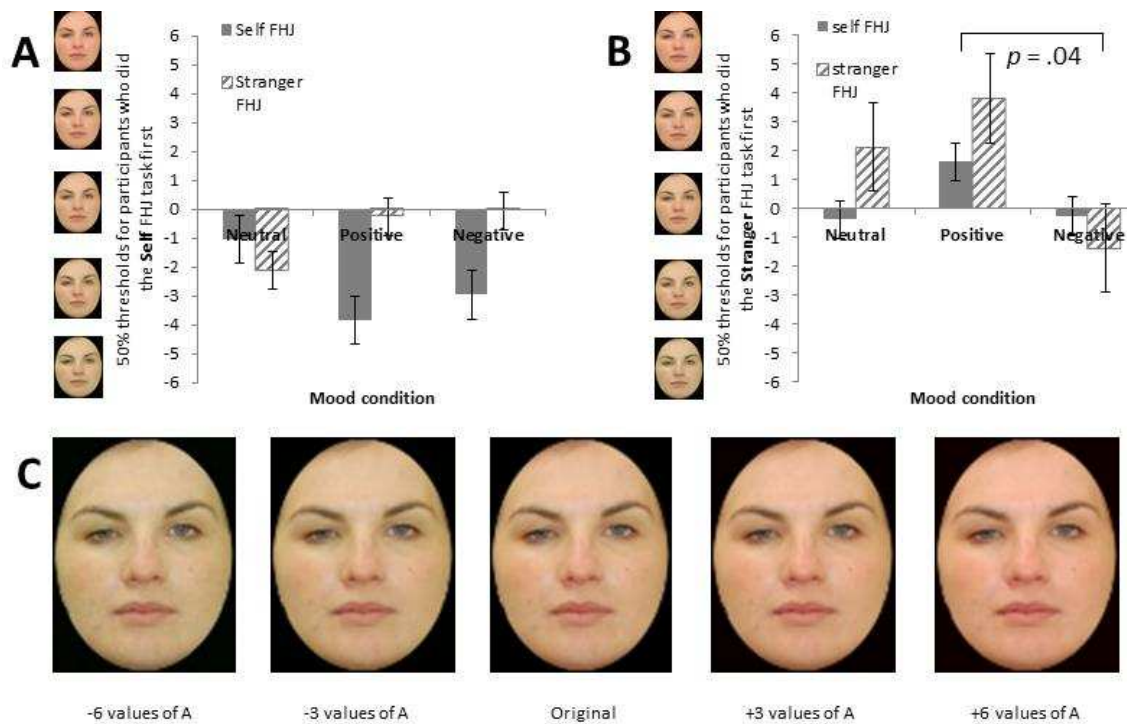 A
50% thresholds for participants who did
the Self FHJ task first
6
5
4
3
2
1
0
-1
-2
-3
-4
-5
-6
Self FHJ
Stranger
FHJ
Neutral
Positive
Negative
Mood condition
B
50% thresholds for participants who did
the Stranger FHJ task first
6
5
4
3
2
1
0
-1
-2
-3
-4
-5
-6
self FHJ
stranger
FHJ
p = .04
Neutral
Positive
Negative
Mood condition
C
-6 values of A
-3 values of A
Original
+3 values of A
+6 values of A